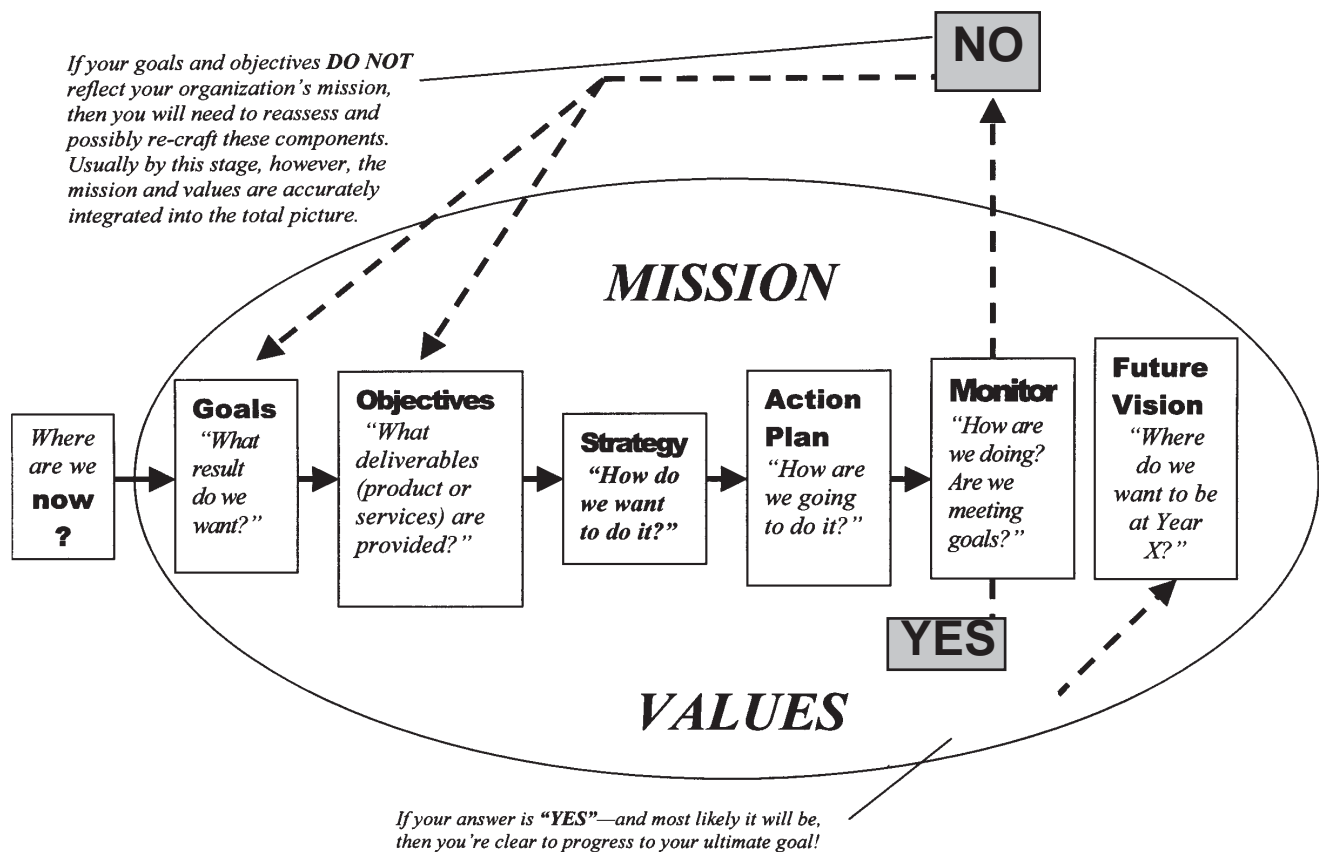 NO
If your goals and objectives DO NOT
reflect your organization's mission,
then you will need to reassess and
possibly re-craft these components.
Usually by this stage, however, the
mission and values are accurately
integrated into the total picture.
MISSION
Where
are we
now
?
Goals
“What
result
do we
want?”
Objectives
“What
deliverables
(product or
services) are
provided?”
Strategy
“How do
we want
to do it?”
Action
Plan
“How are
we going
to do it?”
Monitor
“How are
we doing?
Are we
meeting
goals?”
Future
Vision
“Where
do we
want to be
at Year
X?”
YES
VALUES
If your answer is “YES”—and most likely it will be,
then you're clear to progress to your ultimate goal!